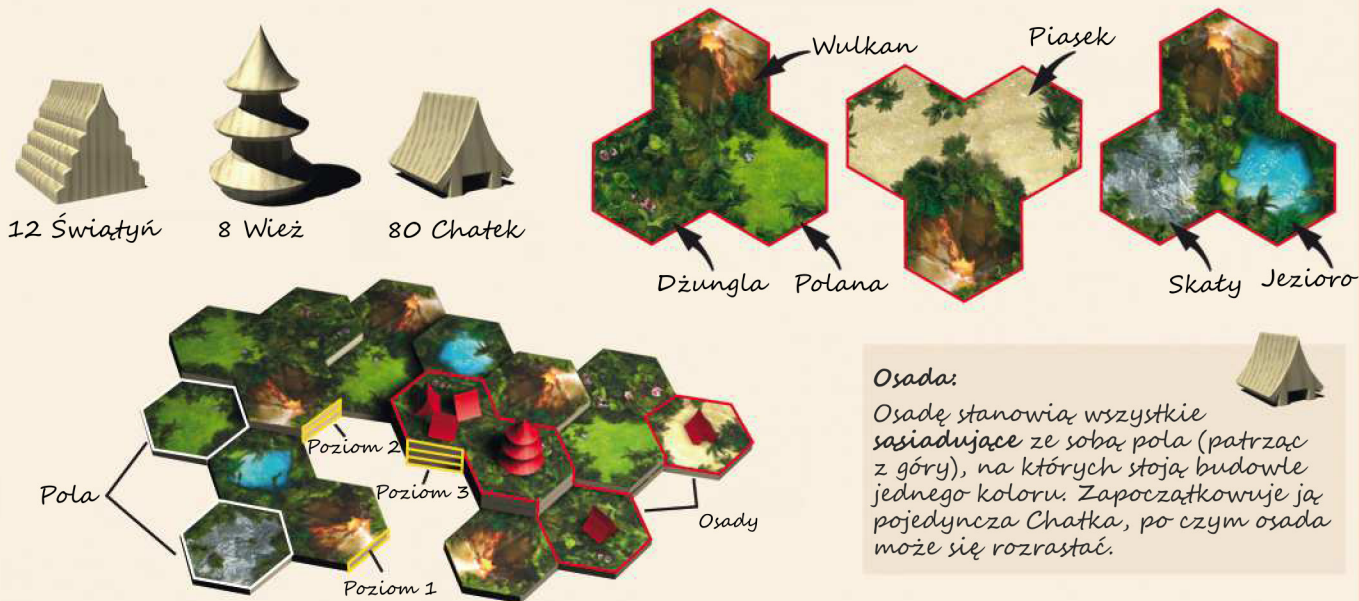 12 Świątyń
8 Wież
80 Chatek
Wulkan
Piasek
Dżungla
Polana
Skały
Jezioro
Poziom 2
Poziom 3
Pola
Osady
Poziom 1
Osada:
Osadę stanowią wszystkie
sąsiadujące ze sobą pola (patrząc
z góry), na których stoją budowle
jednego koloru. Zapoczątkowuje ją
pojedyncza Chatka, po czym osada
może się rozrastać.